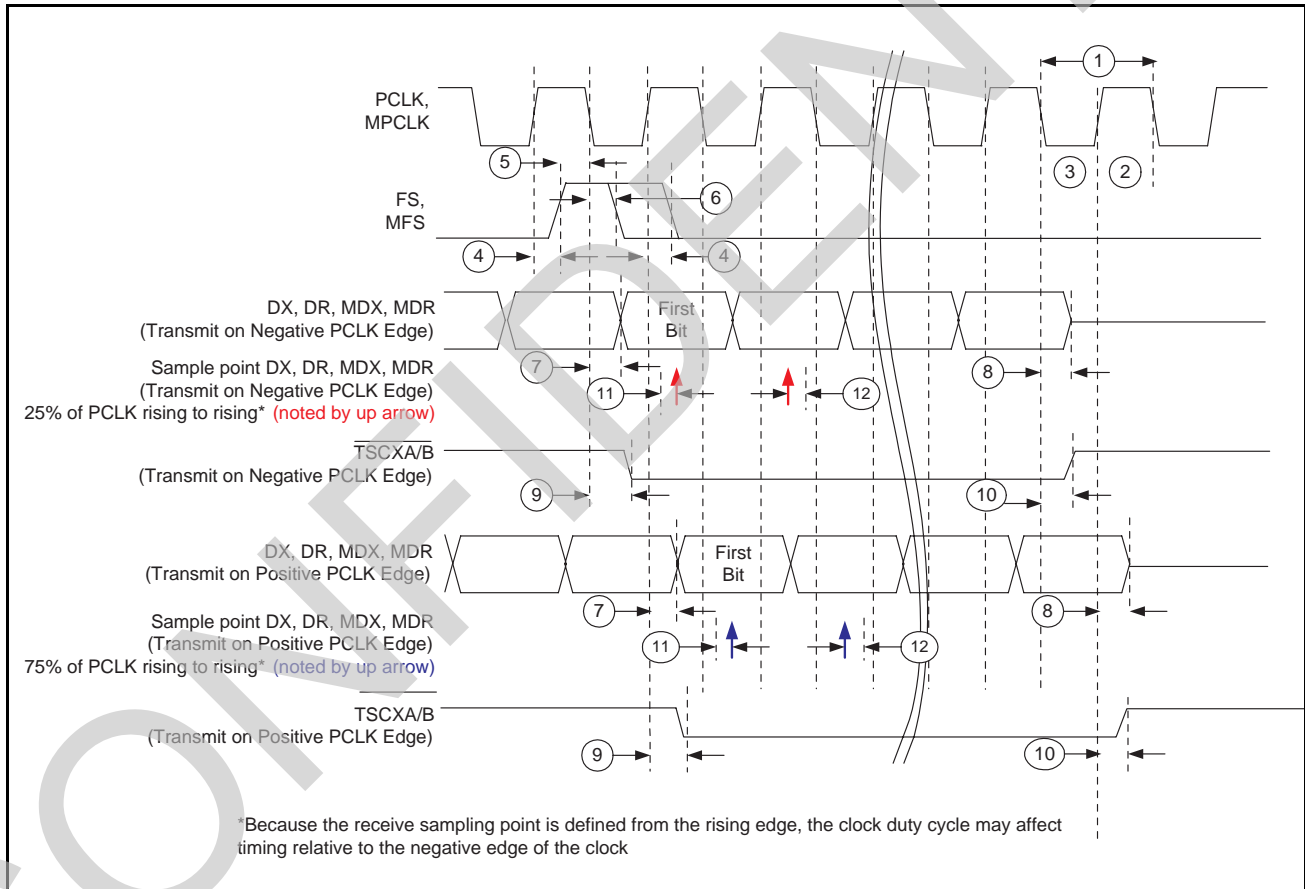 1
PCLK,
MPCLK
5
3
2
6
FS,
MFS
4
4
DX, DR, MDX, MDR
(Transmit on Negative PCLK Edge)
First
Bit
7
8
Sample point DX, DR, MDX, MDR
(Transmit on Negative PCLK Edge)
25% of PCLK rising to rising* (noted by up arrow)
11
12
TSCXA/B
(Transmit on Negative PCLK Edge)
9
10
DX, DR, MDX, MDR
(Transmit on Positive PCLK Edge)
First
Bit
7
8
Sample point DX, DR, MDX, MDR
(Transmit on Positive PCLK Edge)
75% of PCLK rising to rising* (noted by up arrow)
11
12
TSCXA/B
(Transmit on Positive PCLK Edge)
9
10
*Because the receive sampling point is defined from the rising edge, the clock duty cycle may affect
timing relative to the negative edge of the clock
ONFIDEN